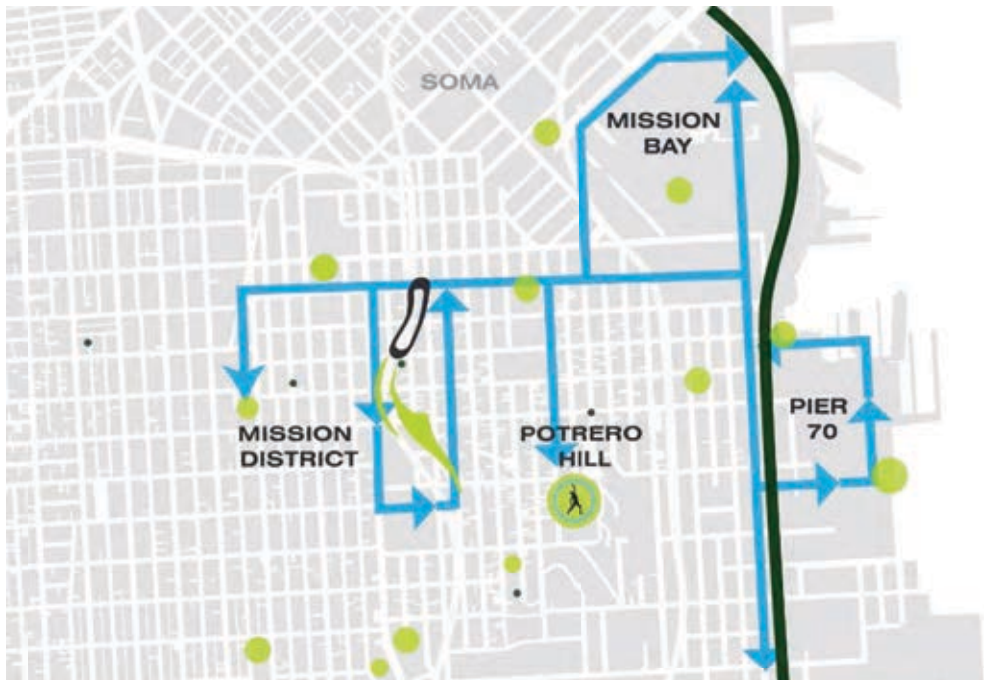 SOMA
MISSION
BAY
PIER
70
MISSION
DISTRICT
POTRERO
HILL